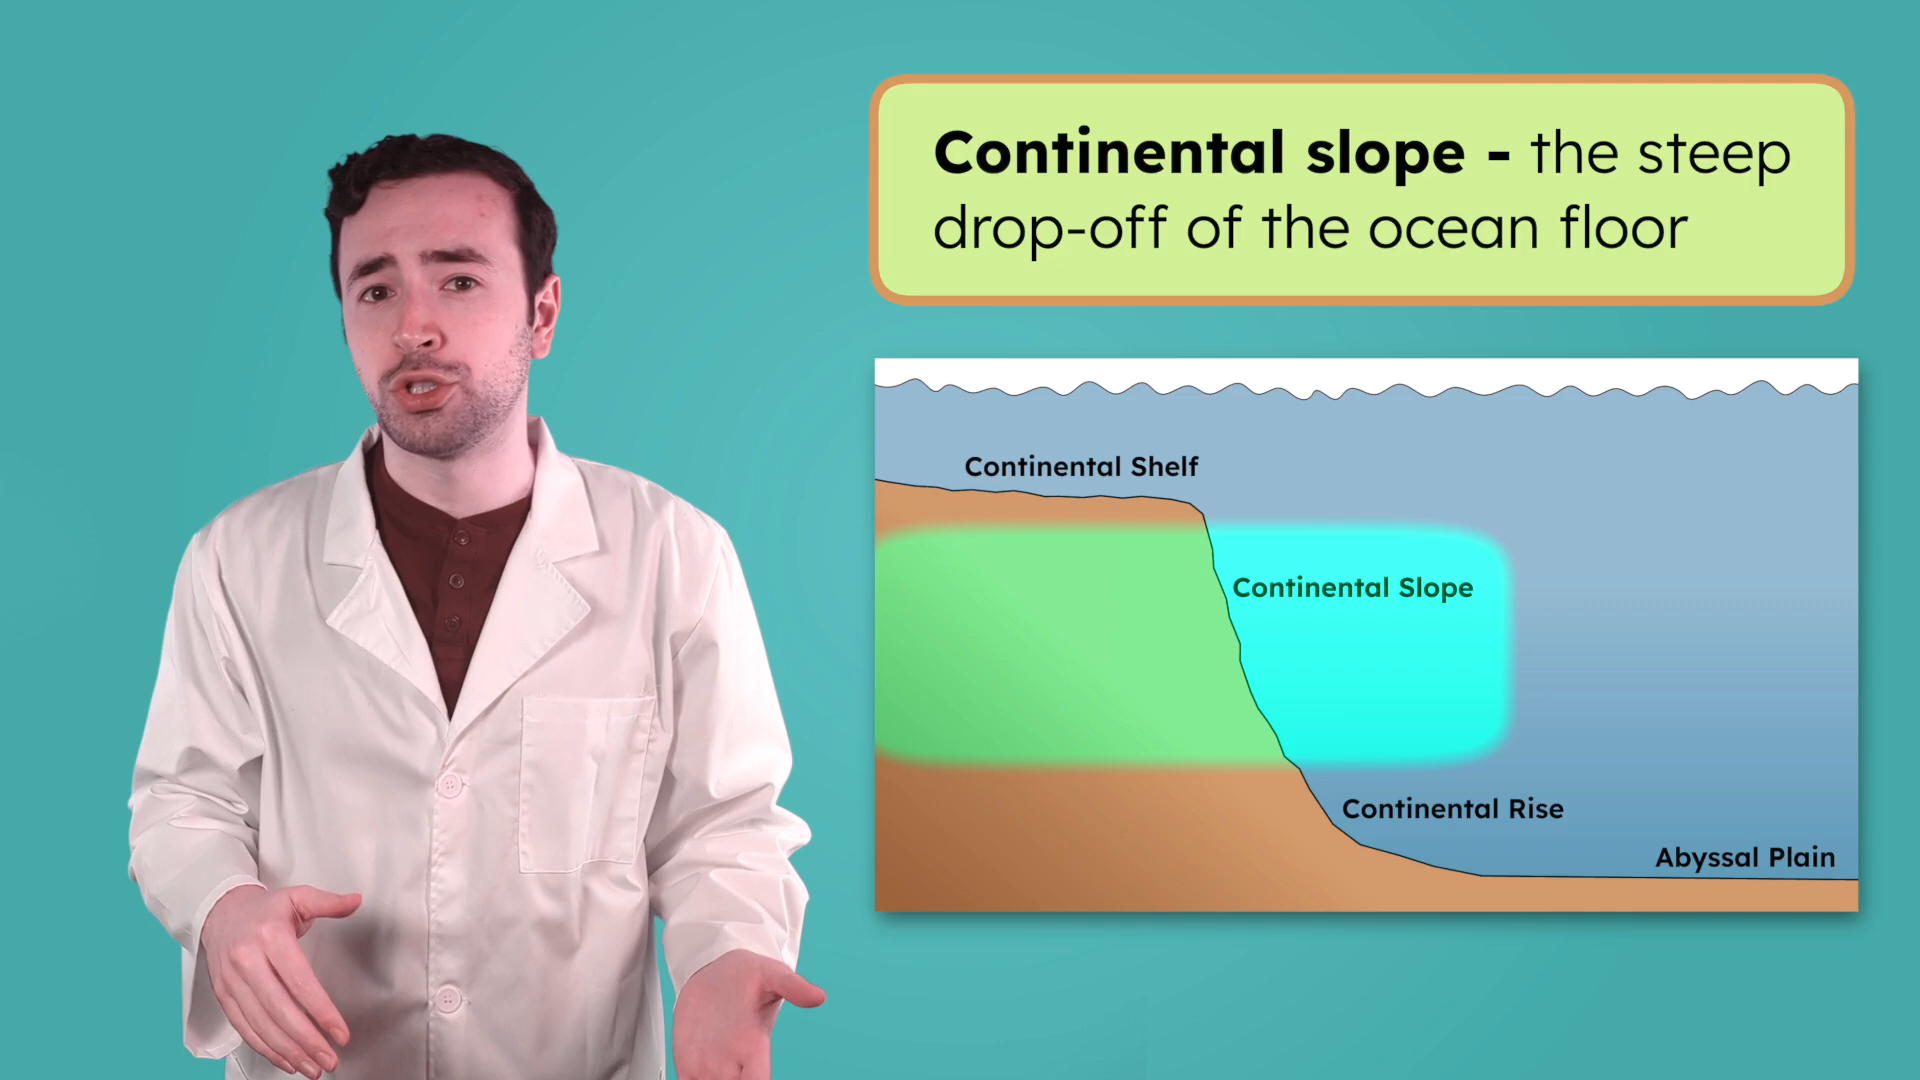 Continental slope - the steep
drop-off of the ocean floor
Continental Shelf
Continental Slope
Continental Rise
Abyssal Plain